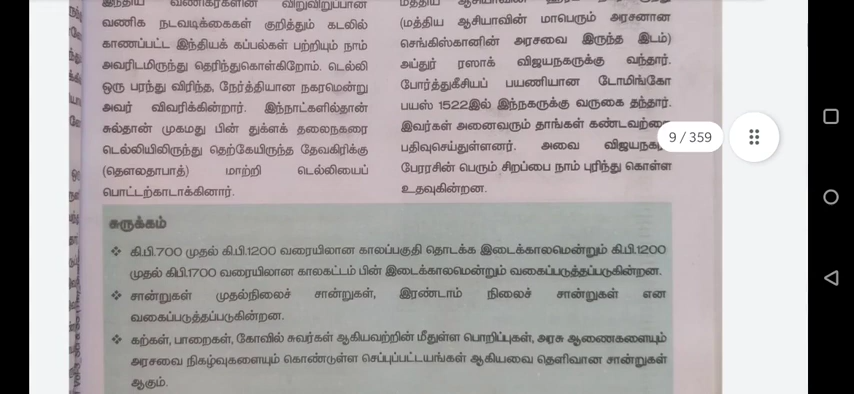 இந்திய வணிகர்களின் விறுவிறுப்பான
வணிக நடவடிக்கைகள் குறித்தும் கடலில்
காணப்பட்ட இந்தியக் கப்பல்கள் பற்றியும் நாம்
அவரிடமிருந்து தெரிந்துகொள்கிறோம். டெல்லி
ஒரு பரந்து விரிந்த, நேர்த்தியான நகரமென்று
அவர் விவரிக்கின்றார். இந்நாட்களில்தான்
சுல்தான் முகமது பின் துக்ளக் தலைநகரை
டெல்லியிலிருந்து தெற்கேயிருந்த தேவகிரிக்கு
(தௌலதாபாத்) மாற்றி டெல்லியைப்
பொட்டற்காடாக்கினார்.
மத்திய ஆசியாவின்
(மத்திய ஆசியாவின் மாபெரும் அரசனான
செங்கிஸ்கானின் அரசவை இருந்த இடம்)
அப்துர் ரஸாக் விஜயநகருக்கு வந்தார்.
போர்த்துகீசியப் பயணியான டோமிங்கோ
பயஸ் 1522இல் இந்நகருக்கு வருகை தந்தார்.
இவர்கள் அனைவரும் தாங்கள் கண்டவற்றை
பதிவுசெய்துள்ளனர். அவை
பேரரசின் பெரும் சிறப்பை நாம் புரிந்து கொள்ள
உதவுகின்றன.
9 / 359
சுருக்கம்
❖ கி.பி.700 முதல் கி.பி.1200 வரையிலான காலப்பகுதி தொடக்க இடைக்காலமென்றும் கி.பி.1200
முதல் கி.பி.1700 வரையிலான காலகட்டம் பின் இடைக்காலமென்றும் வகைப்படுத்தப்படுகின்றன.
❖ சான்றுகள் முதல்நிலைச் சான்றுகள், இரண்டாம் நிலைச் சான்றுகள் என
வகைப்படுத்தப்படுகின்றன.
❖ கற்கள், பாறைகள், கோவில் சுவர்கள் ஆகியவற்றின் மீதுள்ள பொறிப்புகள், அரசு ஆணைகளையும்
அரசவை நிகழ்வுகளையும் கொண்டுள்ள செப்புப்பட்டயங்கள் ஆகியவை தெளிவான சான்றுகள்
ஆகும்.